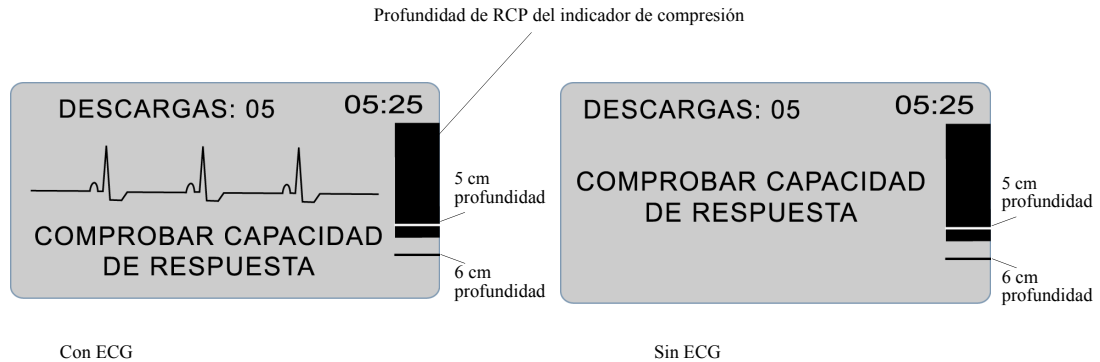 Profundidad de RCP del indicador de compresión
DESCARGAS: 05
05:25
COMPROBAR CAPACIDAD
DE RESPUESTA
5 cm
profundidad
6 cm
profundidad
Con ECG
DESCARGAS: 05
05:25
COMPROBAR CAPACIDAD
DE RESPUESTA
5 cm
profundidad
6 cm
profundidad
Sin ECG